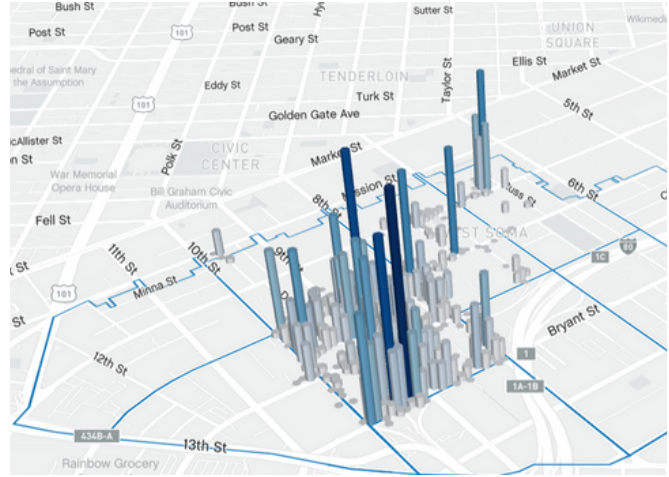 Bush St
Bush St
Sutter St
Post St
Post St
UNION
SQUARE
Wikimedi
101
Geary St
Ellis St
Market St
hedral of Saint Mary
the Assumption
Eddy St
TENDERLOIN
Taylor St
Turk St
5th St
101
Golden Gate Ave
cAllister St
Polk St
CIVIC
CENTER
Market
War Memorial
Opera House
Bill Graham Civic
Auditorium
Mission St
8th St
uss St
6th St
Fell St
ST SOMA
11th St
10th St
9th St
1C
80
101
Minna St
Bryant St
12th St
1
1A-1B
434B-A
13th St
Rainbow Grocery